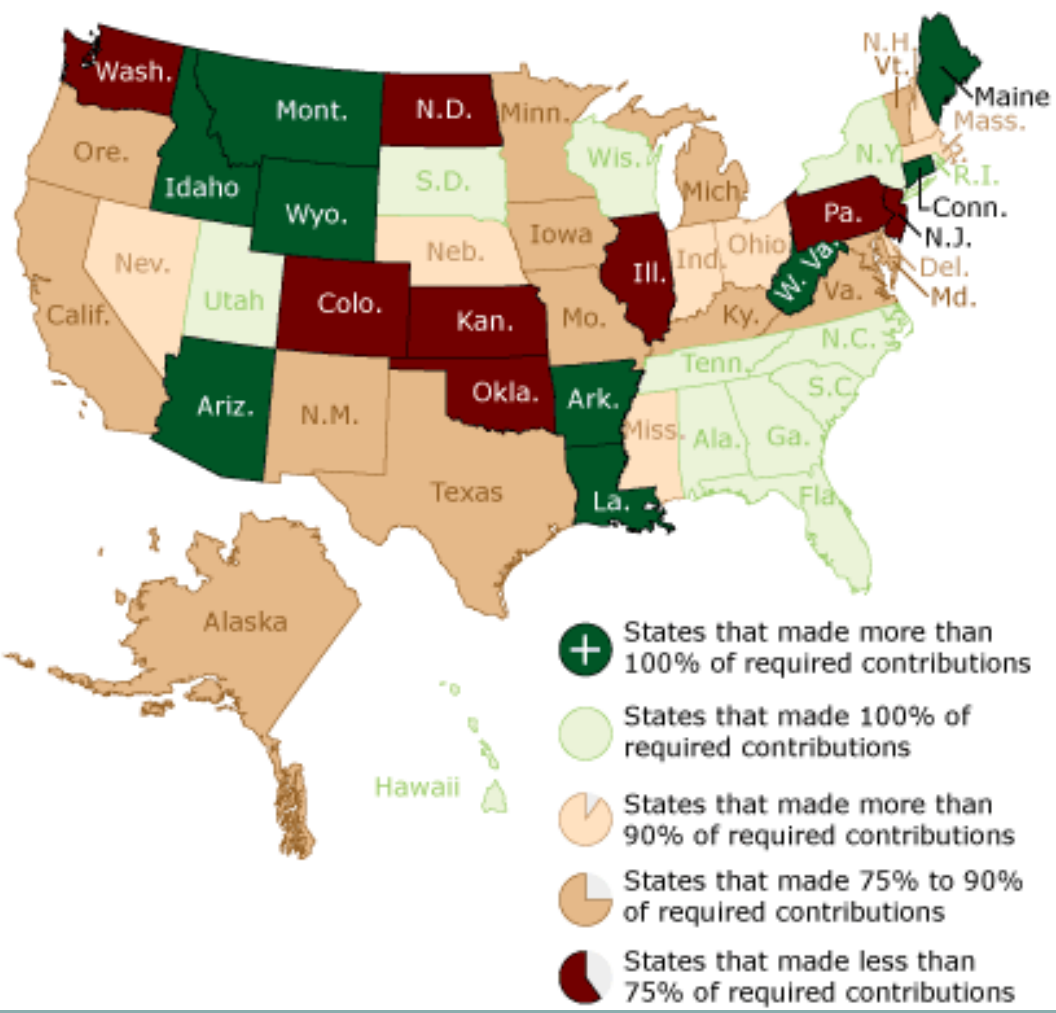 N.H.
Vt.
Wash.
Maine
Mont.
N.D.
Minn.
Mass.
Ore.
Wis.
N.Y
Idaho
S.D.
R.I.
Mich.
Wyo.
Pa.
Conn.
Iowa
N.J.
Neb.
Ohio
Nev.
Ill.
Ind.
W. Va.
Del.
Va.
Md.
Utah
Colo.
Calif.
Kan.
Mo.
Ky.
N.C.
Tenn.
S.C.
Okla.
Ark.
Ariz.
N.M.
Miss.
Ala.
Ga.
Texas
La.
Fla.
Alaska
Hawaii
States that made more than
100% of required contributions
States that made 100% of
required contributions
States that made more than
90% of required contributions
States that made 75% to 90%
of required contributions
States that made less than
75% of required contributions